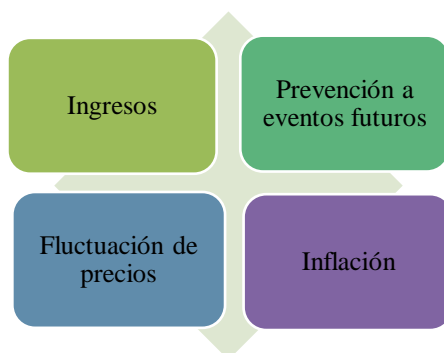 Ingresos
Prevención a
eventos futuros
Fluctuación de
precios
Inflación